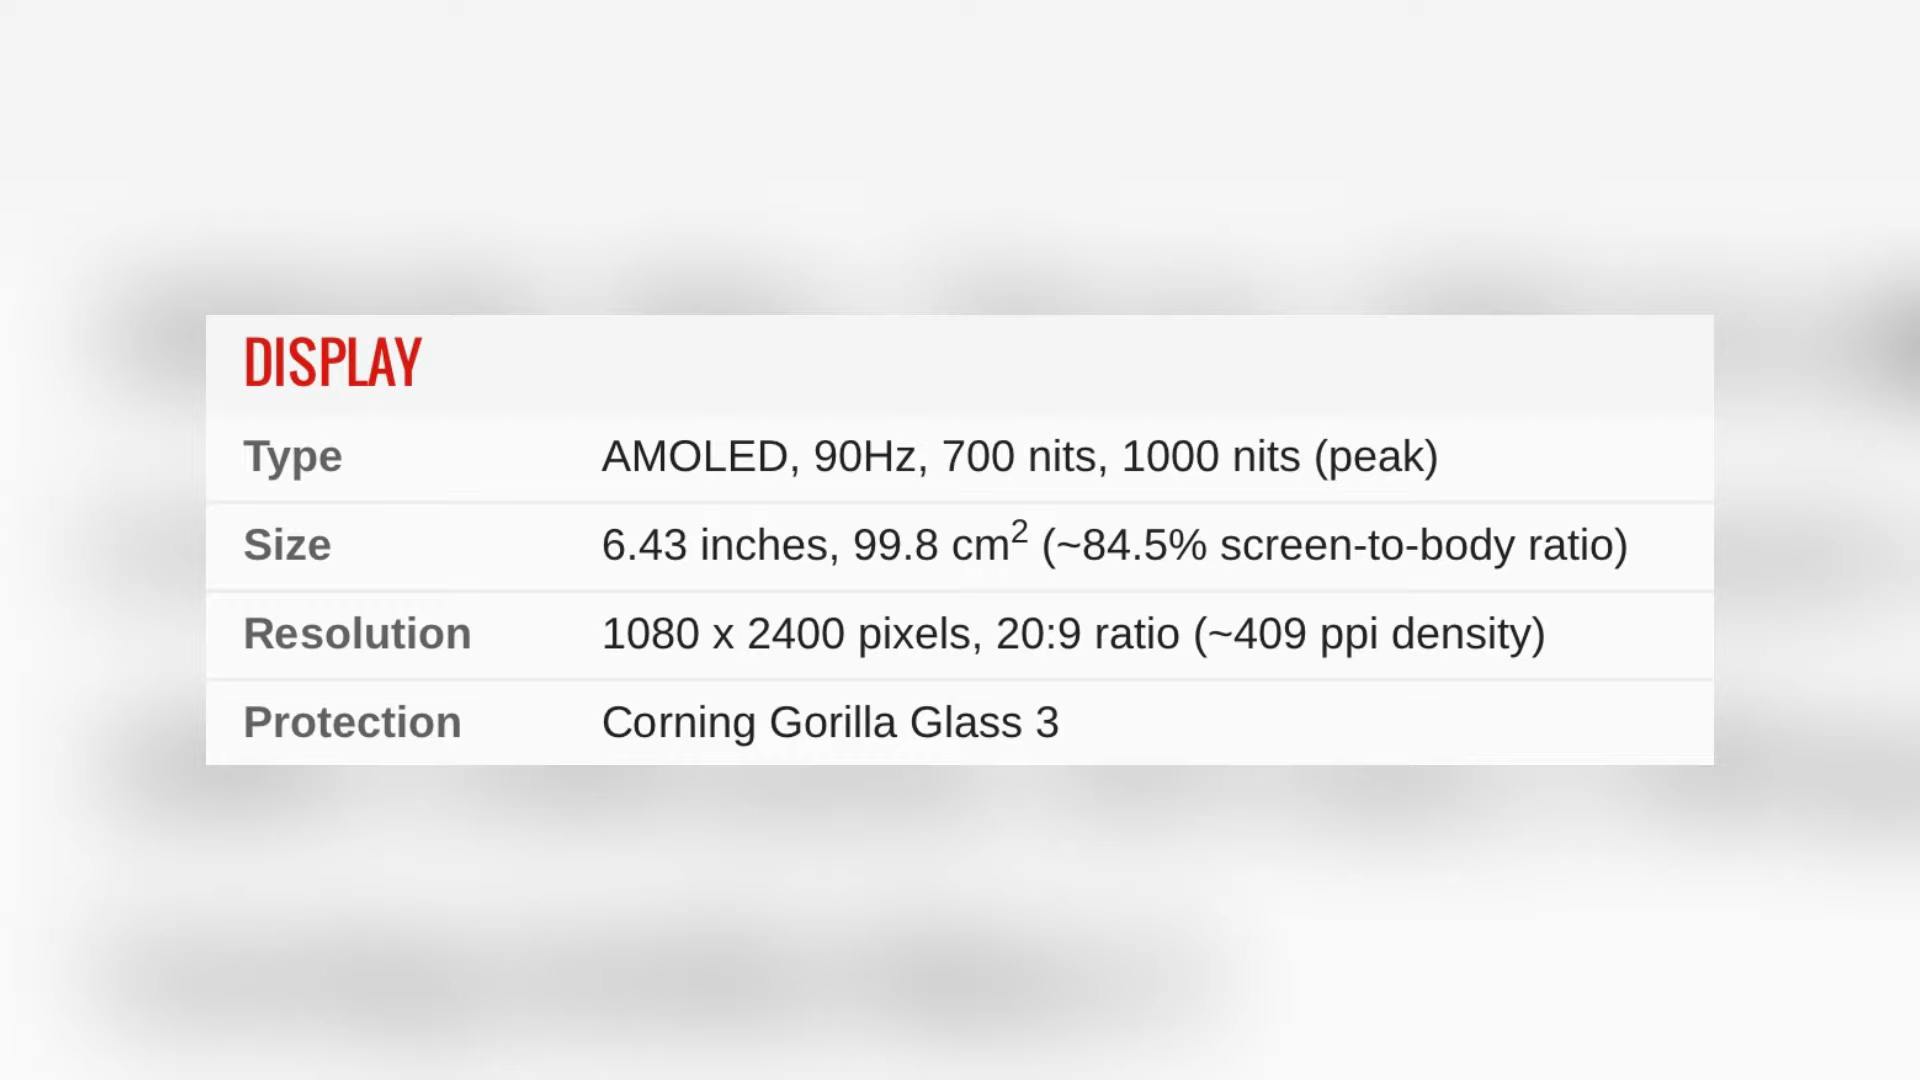 DISPLAY
Type AMOLED, 90Hz, 700 nits, 1000 nits (peak)
Size 6.43 inches, 99.8 cm² (~84.5% screen-to-body ratio)
Resolution 1080 x 2400 pixels, 20:9 ratio (~409 ppi density)
Protection Corning Gorilla Glass 3